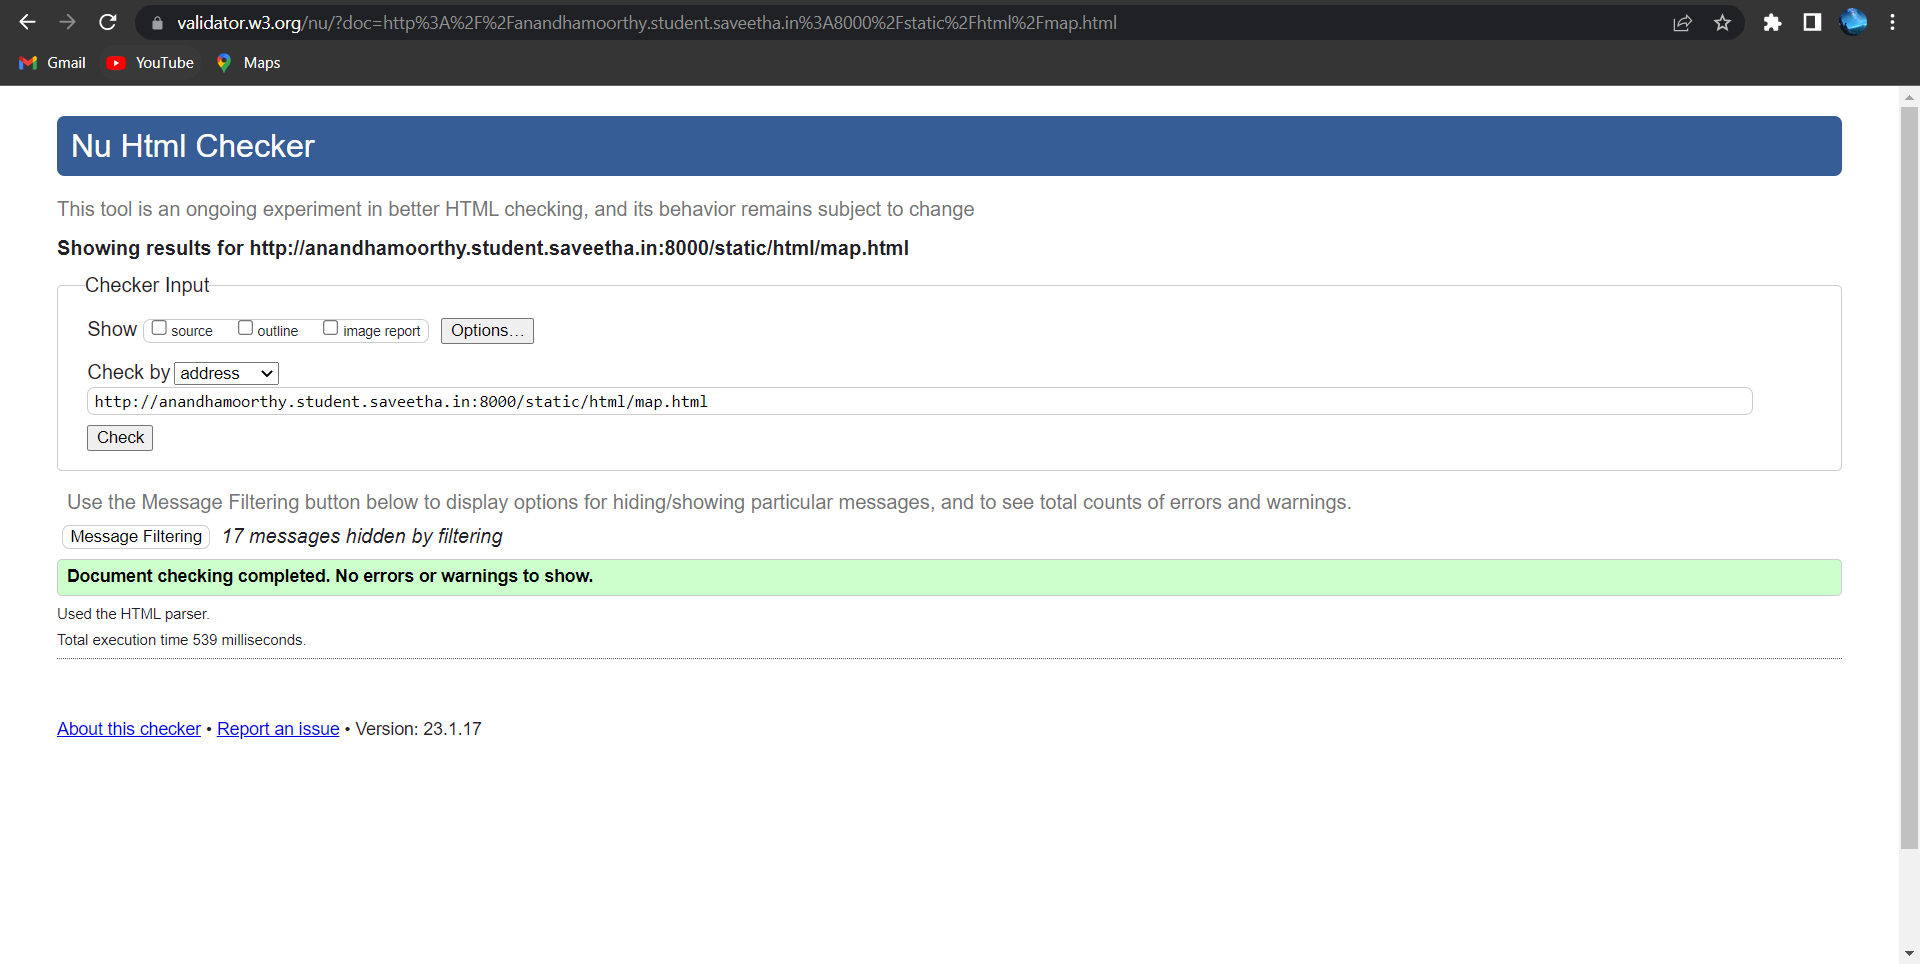 validator.w3.org/nu/?doc=http%3A%2F%2Fanandhamoorthy.student.saveetha.in%3A8000%2Fstatic%2Fhtml%2Fmap.html
Gmail YouTube Maps
Nu Html Checker
This tool is an ongoing experiment in better HTML checking, and its behavior remains subject to change
Showing results for http://anandhamoorthy.student.saveetha.in:8000/static/html/map.html
Checker Input
Show source outline image report Options...
Check by address
http://anandhamoorthy.student.saveetha.in:8000/static/html/map.html
Check
Use the Message Filtering button below to display options for hiding/showing particular messages, and to see total counts of errors and warnings.
Message Filtering 17 messages hidden by filtering
Document checking completed. No errors or warnings to show.
Used the HTML parser.
Total execution time 539 milliseconds.
About this checker • Report an issue • Version: 23.1.17